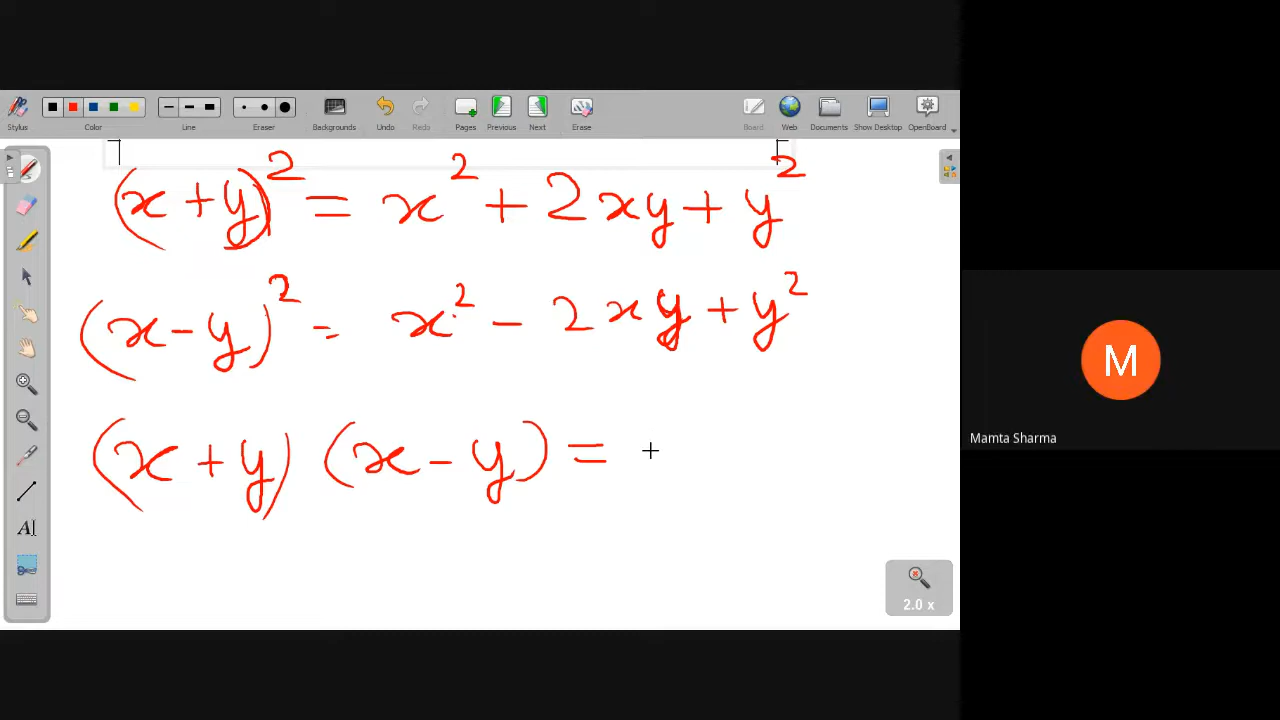 Stylus Color Line Eraser Backgrounds Undo Redo Pages Previous Next Erase Board Web Documents Show Desktop OpenBoard
(x+y)² = x² + 2xy + y²
(x-y)² = x² - 2xy + y²
(x+y) (x-y) =
M
Mamta Sharma
A
2.0 x